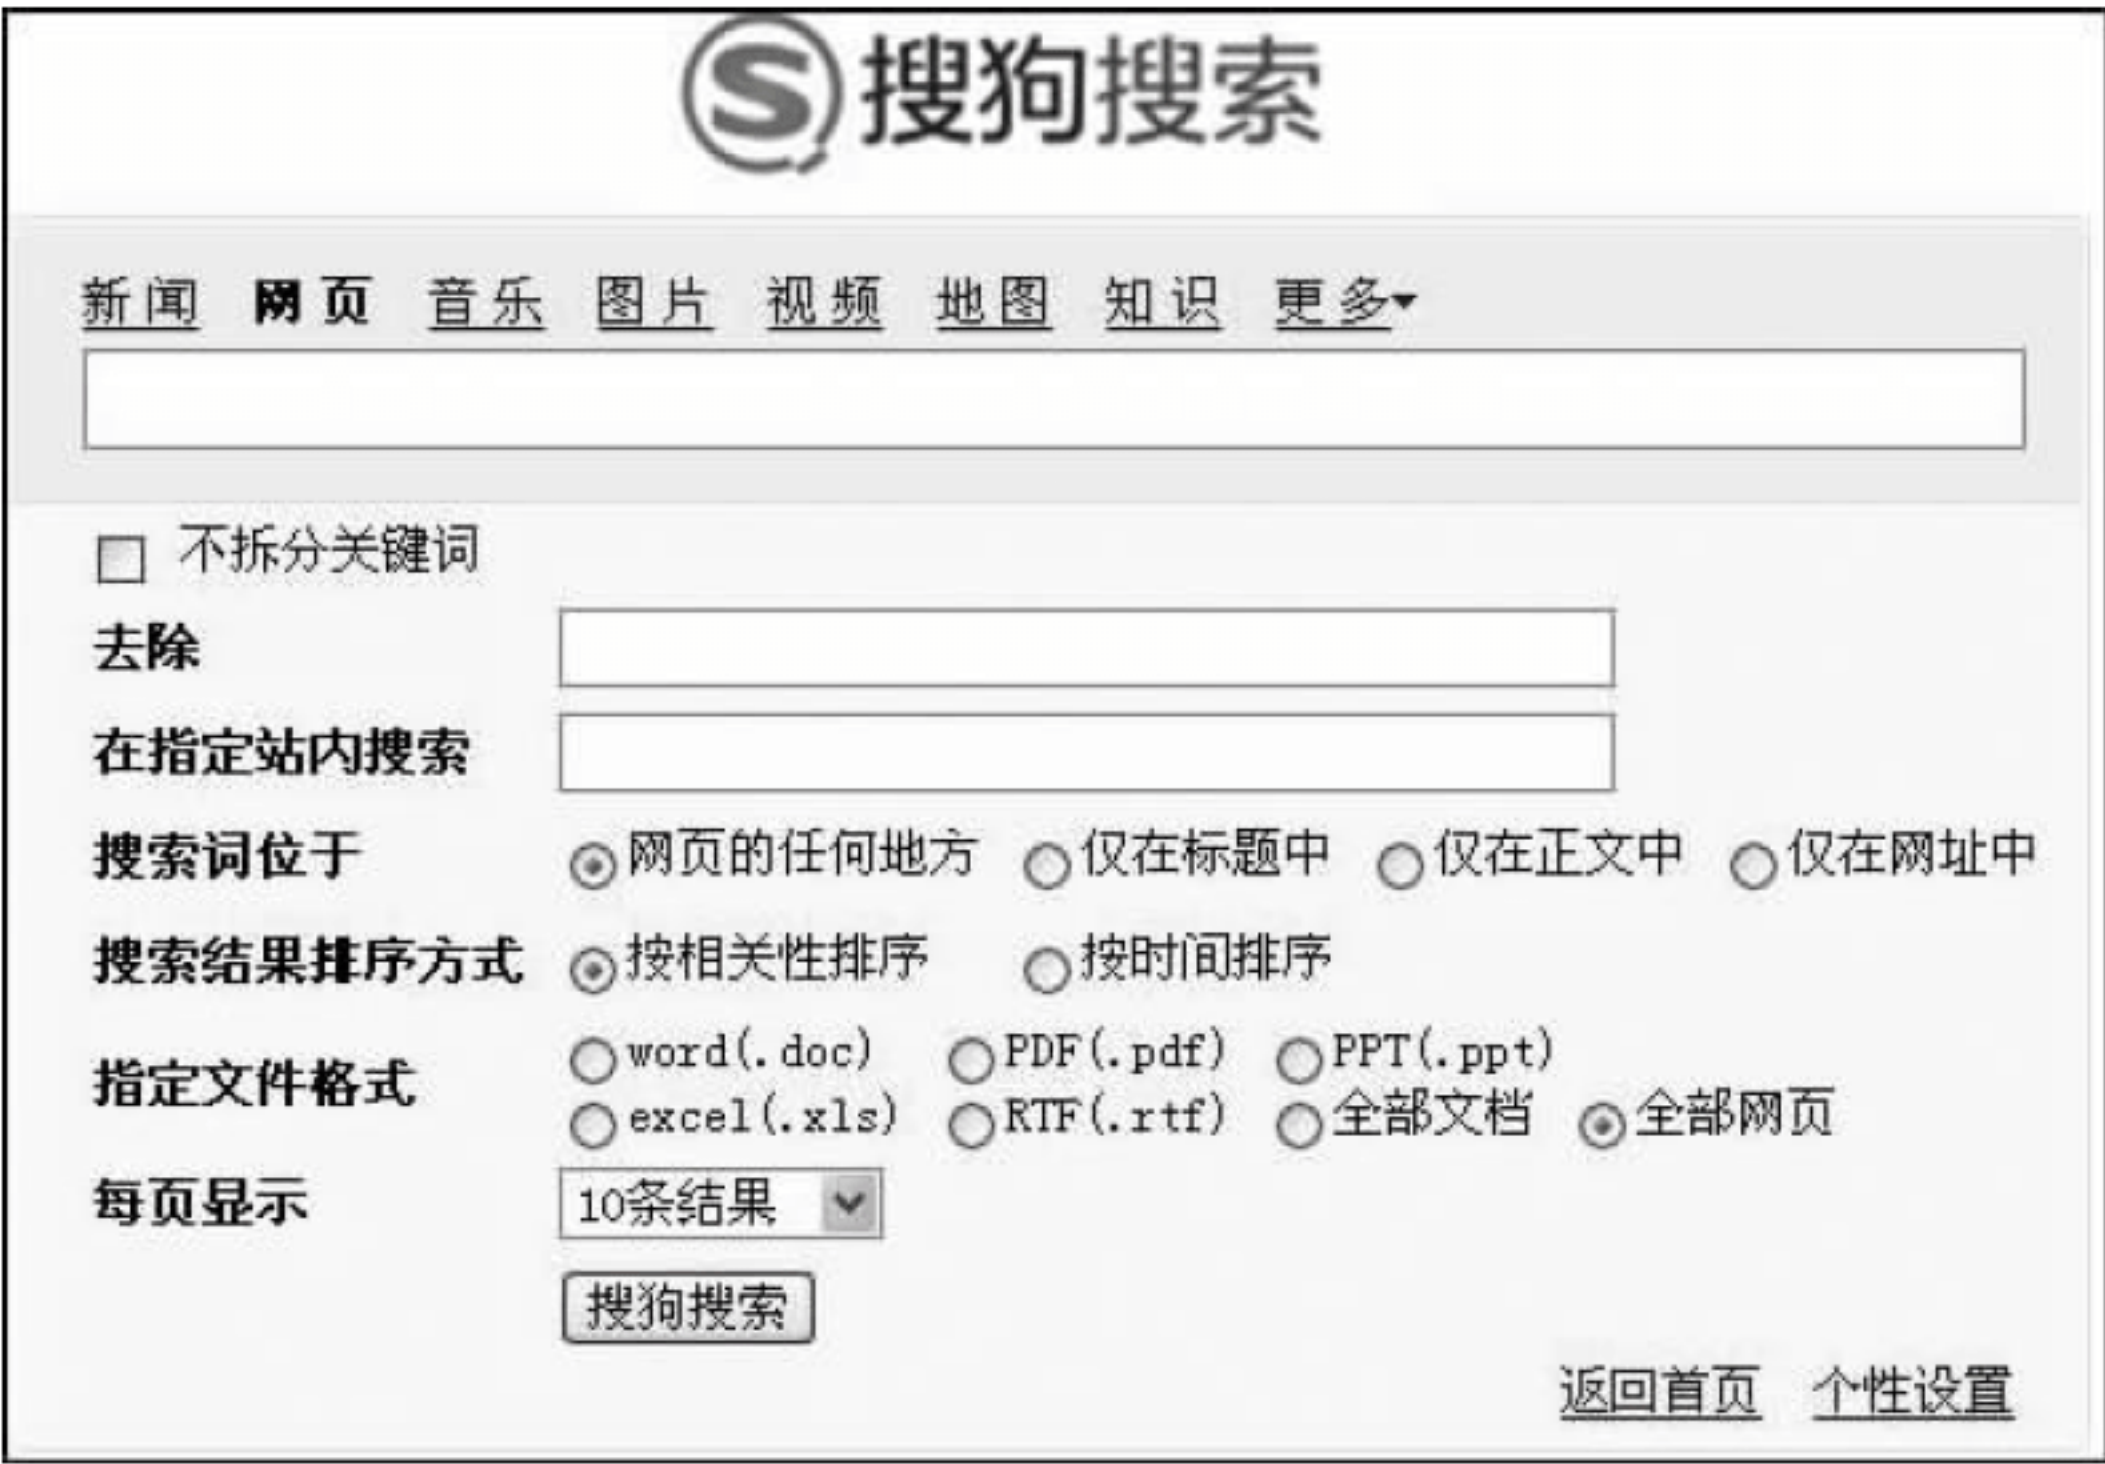 S搜狗搜索
新闻 网页 音乐 图片 视频 地图 知识 更多
不拆分关键词
去除
在指定站内搜索
搜索词位于 网页的任何地方 仅在标题中 仅在正文中 仅在网址中
搜索结果排序方式 按相关性排序 按时间排序
指定文件格式 word(.doc) PDF(.pdf) PPT(.ppt)
excel(.xls) RTF(.rtf) 全部文档 全部网页
每页显示 10条结果
搜狗搜索
返回首页 个性设置